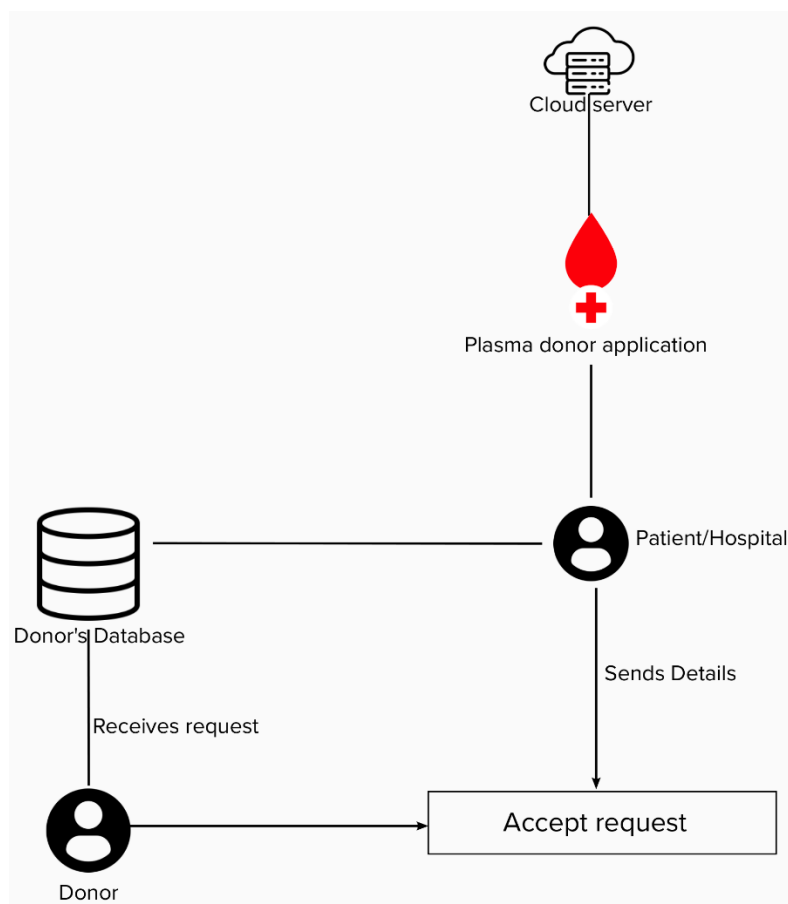 Cloud server
Plasma donor application
Patient/Hospital
Donor's Database
Sends Details
Receives request
Accept request
Donor